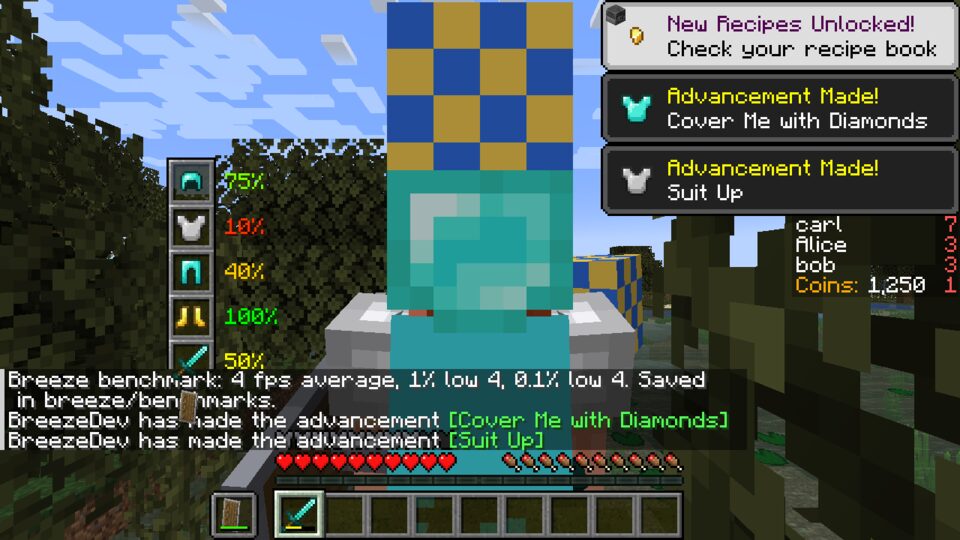 New Recipes Unlocked!
Check your recipe book
Advancement Made!
Cover Me with Diamonds
Advancement Made!
Suit Up
75%
10%
40%
100%
50%
carl 7
Alice 3
bob 3
Coins: 1,250 1
Breeze benchmark: 4 fps average, 1% low 4, 0.1% low 4. Saved
in breeze/benchmarks.
BreezeDev has made the advancement [Cover Me with Diamonds]
BreezeDev has made the advancement [Suit Up]